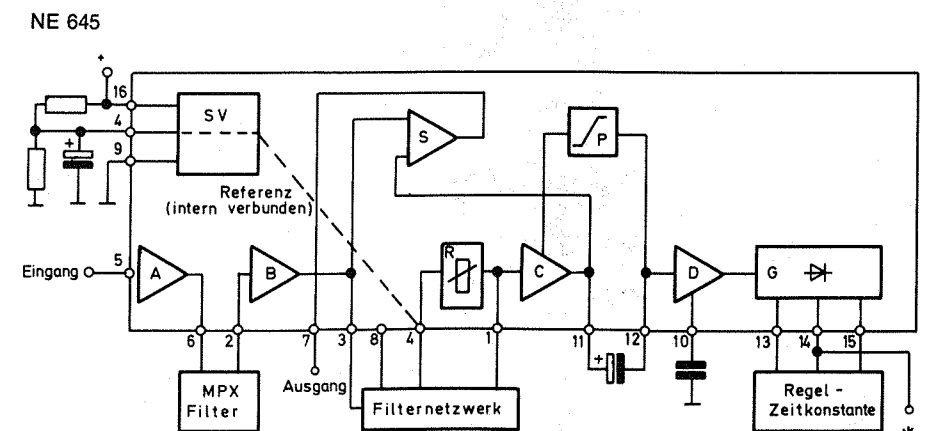 NE 645
+
16
SV
4
+
9
S
P
Referenz
(intern verbunden)
R
Eingang
5
A
B
C
D
G
6
2
7
3
8
4
1
11
12
10
13
14
15
+
Ausgang
MPX
Filter
Filternetzwerk
Regel -
Zeitkonstante